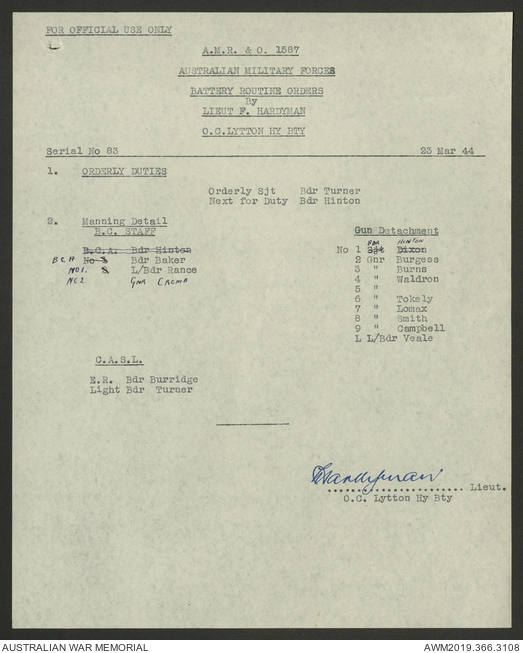 FOR OFFICIAL USE ONLY
A.M.R. & O. 1587
AUSTRALIAN MILITARY FORCES
BATTERY ROUTINE ORDERS
By
LIEUT F. HARDYMAN
O.C.LYTTON HY BTY
Serial No 83 23 Mar 44
1. ORDERLY DUTIES
Orderly Sjt Bdr Turner
Next for Duty Bdr Hinton
2. Manning Detail
B.C. STAFF
B.C.A. Bdr Hinton
B.C.A No 3 Bdr Baker
NO1. 2 L/Bdr Rance
NO2. GNR CROMB
Gun Detachment
BDR HINTON
No 1 Sjt Dixon
2 Gnr Burgess
3 " Burns
4 " Waldron
5 "
6 " Tokely
7 " Lomax
8 " Smith
9 " Campbell
L L/Bdr Veale
C.A.S.L.
E.R. Bdr Burridge
Light Bdr Turner
FHardyman
Lieut.
O.C. Lytton Hy Bty
AUSTRALIAN WAR MEMORIAL AWM2019.366.3108